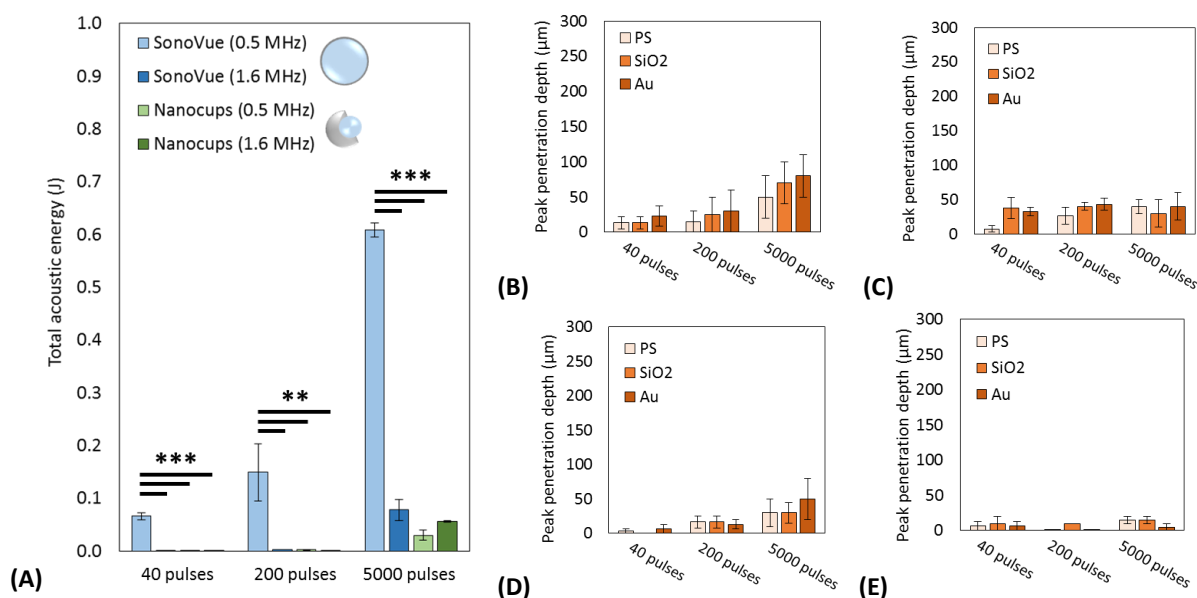 Total acoustic energy (J)
1.0
0.9
0.8
0.7
0.6
0.5
0.4
0.3
0.2
0.1
0.0
SonoVue (0.5 MHz)
SonoVue (1.6 MHz)
Nanocups (0.5 MHz)
Nanocups (1.6 MHz)
***
**
***
40 pulses
200 pulses
5000 pulses
(A)
Peak penetration depth (µm)
300
250
200
150
100
50
0
PS
SiO2
Au
40 pulses
200 pulses
5000 pulses
(B)
Peak penetration depth (µm)
300
250
200
150
100
50
0
PS
SiO2
Au
40 pulses
200 pulses
5000 pulses
(C)
Peak penetration depth (µm)
300
250
200
150
100
50
0
PS
SiO2
Au
40 pulses
200 pulses
5000 pulses
(D)
Peak penetration depth (µm)
300
250
200
150
100
50
0
PS
SiO2
Au
40 pulses
200 pulses
5000 pulses
(E)